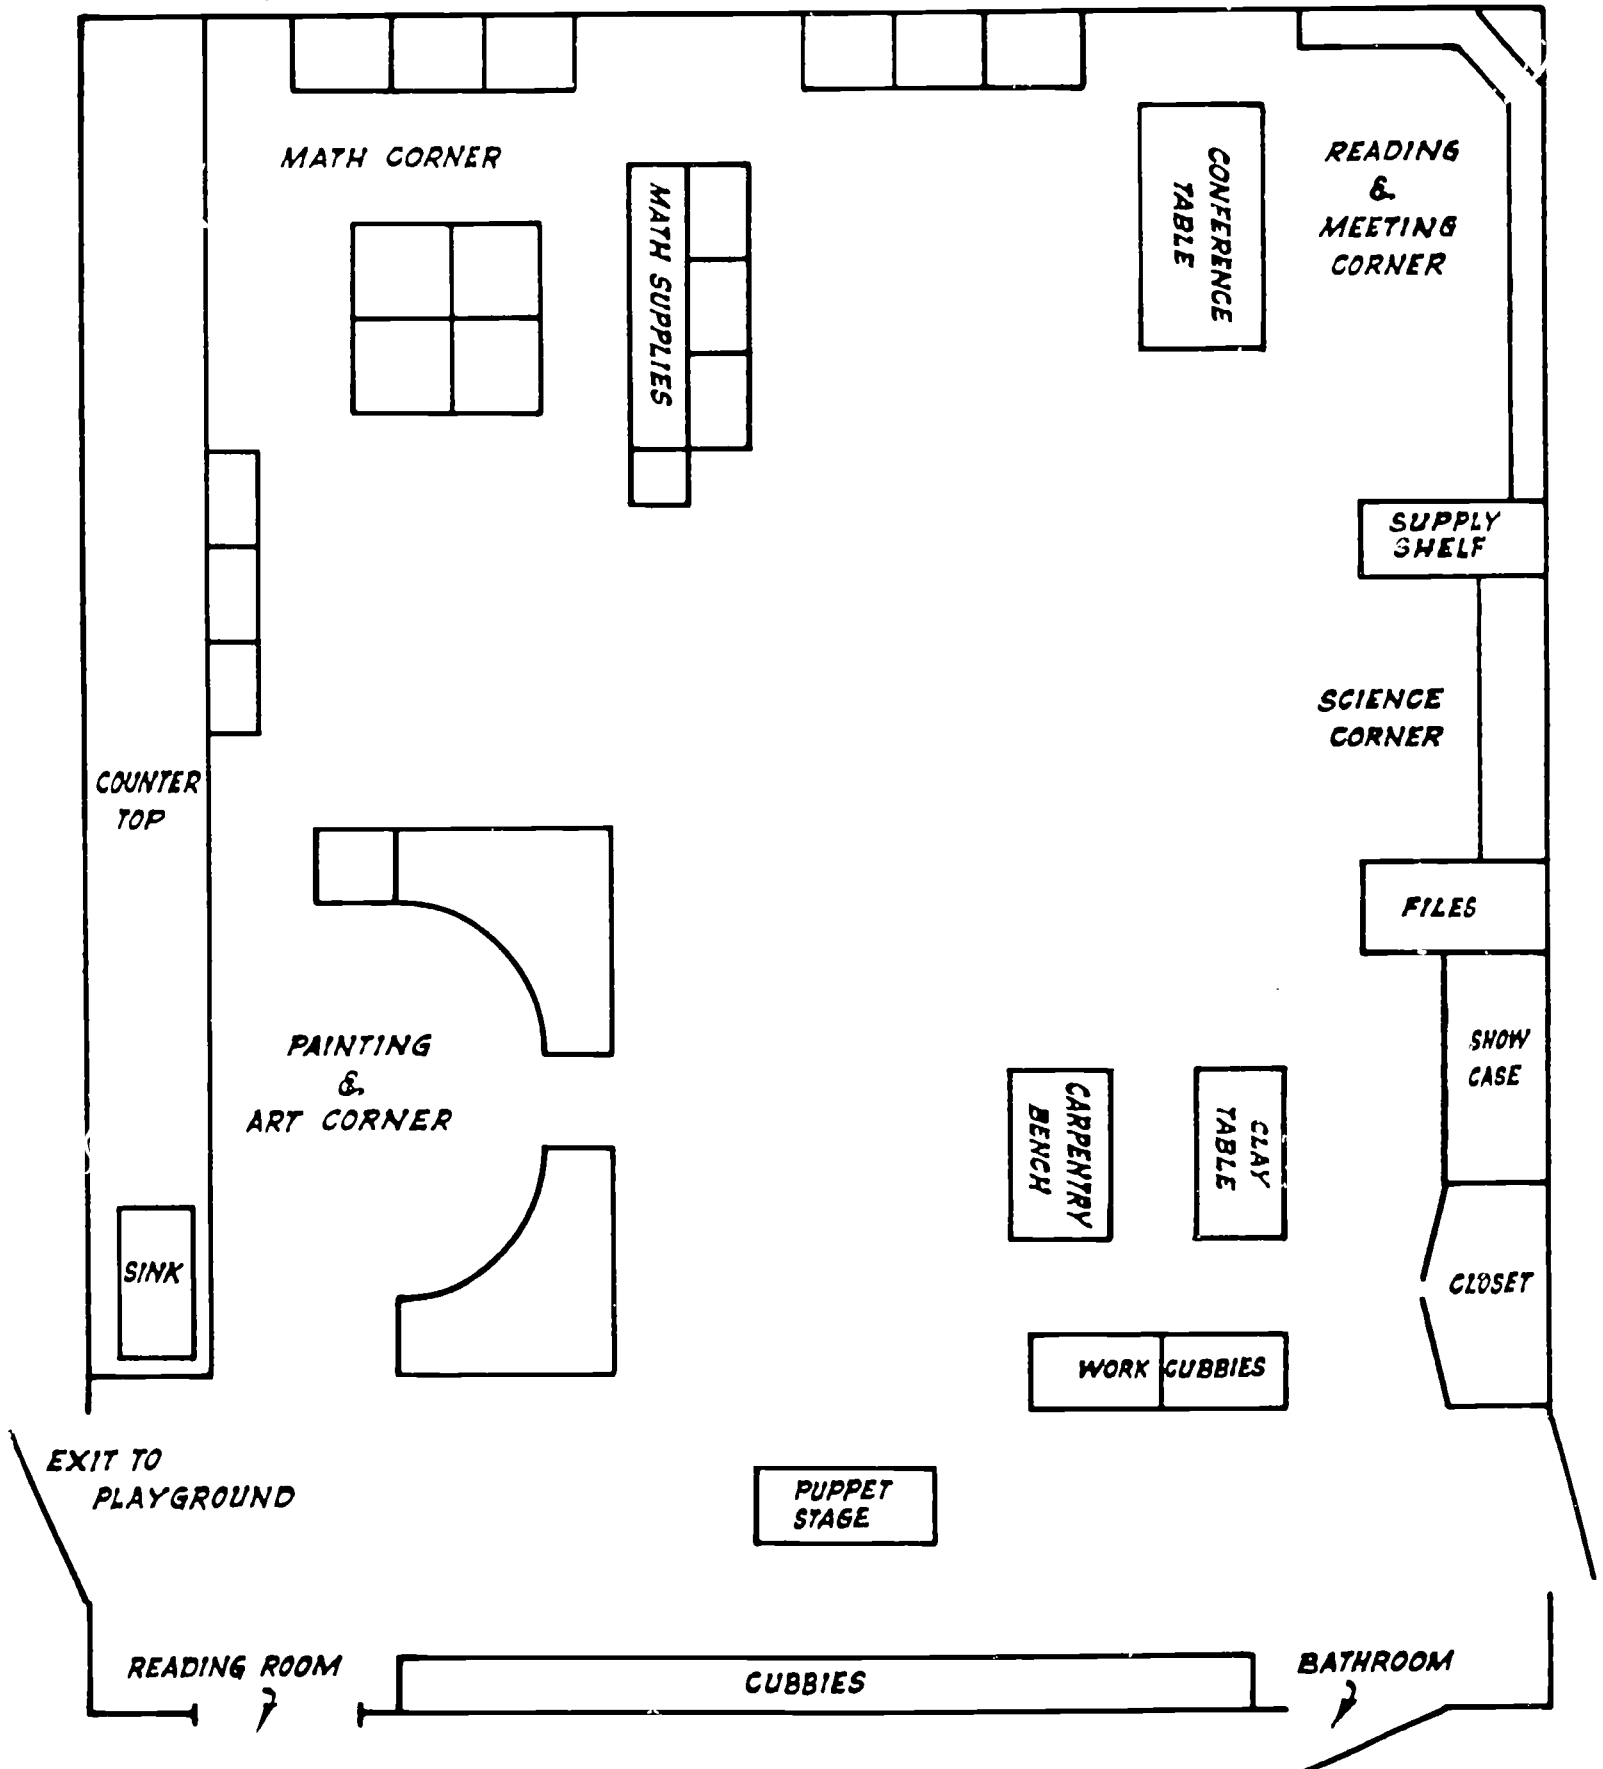 MATH CORNER
MATH SUPPLIES
CONFERENCE
TABLE
READING
&
MEETING
CORNER
SUPPLY
SHELF
SCIENCE
CORNER
COUNTER
TOP
FILES
PAINTING
&
ART CORNER
SHOW
CASE
CARPENTRY
BENCH
CLAY
TABLE
SINK
CLOSET
WORK CUBBIES
EXIT TO
PLAYGROUND
PUPPET
STAGE
READING ROOM
CUBBIES
BATHROOM